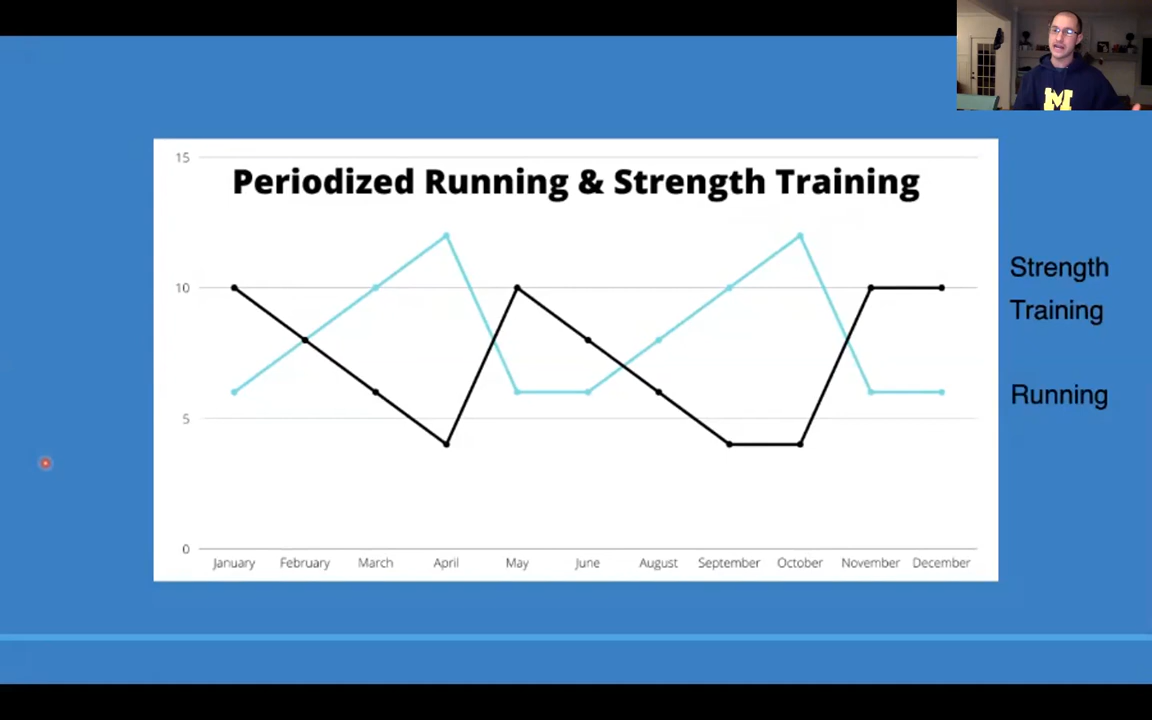 M
15
Periodized Running & Strength Training
10
5
0
January February March April May June August September October November December
Strength
Training
Running